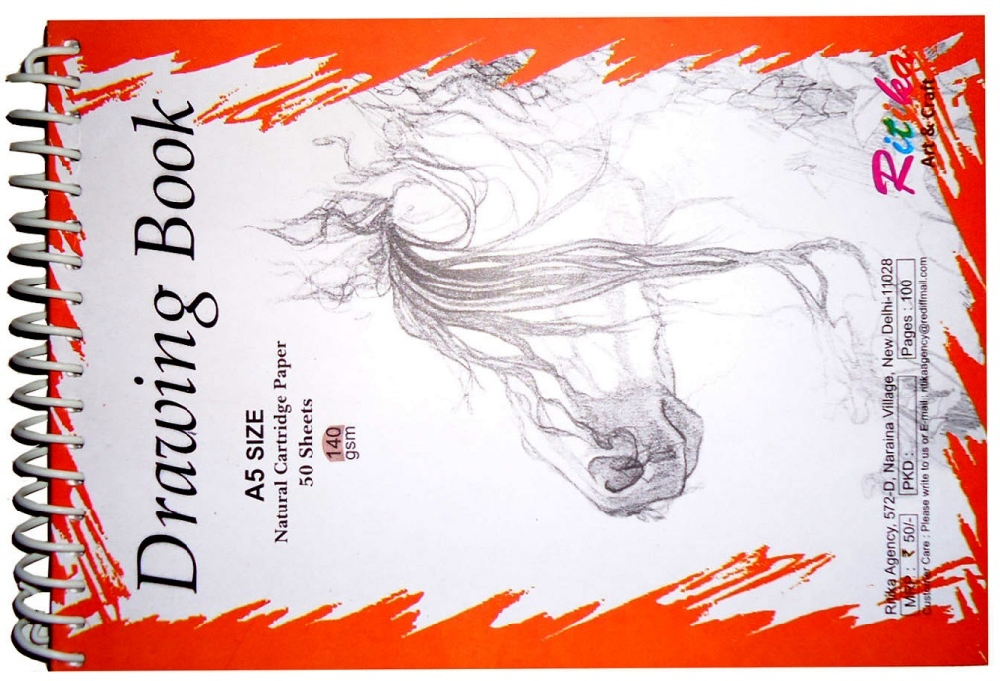 Drawing Book
A5 SIZE
Natural Cartridge Paper
50 Sheets
140
gsm
Ritika
Art & Craft
Ritika Agency, 572-D, Naraina Village, New Delhi-11028
MRP : ₹ 50/- PKD : Pages : 100
Customer Care : Please write to us or E-mail : ritikaagency@rediffmail.com